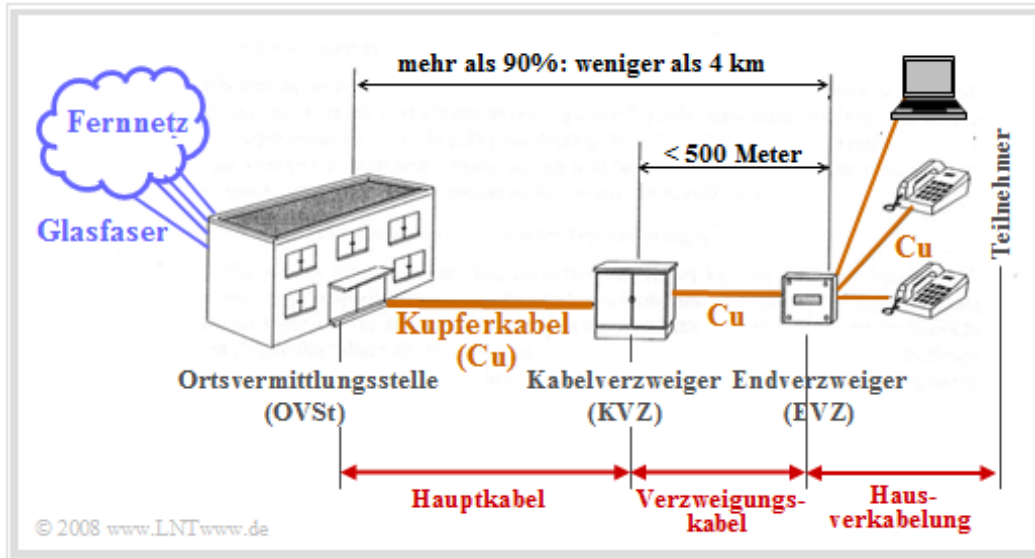 mehr als 90%: weniger als 4 km
Fernnetz
< 500 Meter
Glasfaser
Teilnehmer
Cu
Kupferkabel
(Cu)
Cu
Ortsvermittlungsstelle
(OVSt)
Kabelverzweiger
(KVZ)
Endverzweiger
(EVZ)
Hauptkabel
Verzweigungs-
kabel
Haus-
verkabelung
© 2008 www.LNTwww.de